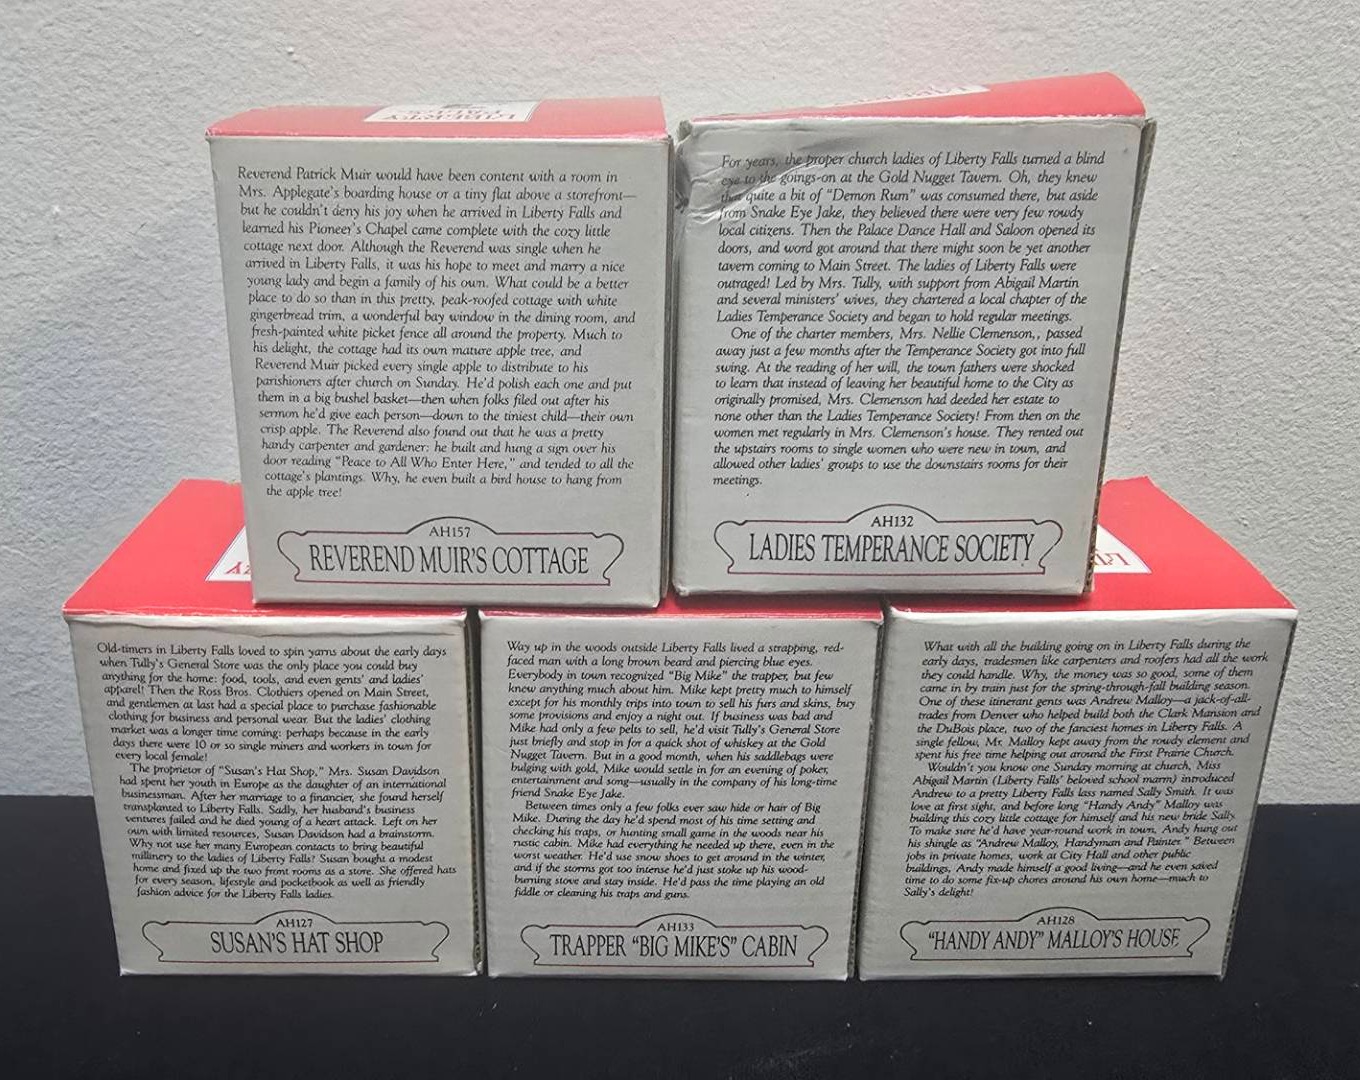 LIBERTY
FALLS
Reverend Patrick Muir would have been content with a room in
Mrs. Applegate's boarding house or a tiny flat above a storefront—
but he couldn't deny his joy when he arrived in Liberty Falls and
learned his Pioneer's Chapel came complete with the cozy little
cottage next door. Although the Reverend was single when he
arrived in Liberty Falls, it was his hope to meet and marry a nice
young lady and begin a family of his own. What could be a better
place to do so than in this pretty, peak-roofed cottage with white
gingerbread trim, a wonderful bay window in the dining room, and
fresh-painted white picket fence all around the property. Much to
his delight, the cottage had its own mature apple tree, and
Reverend Muir picked every single apple to distribute to his
parishioners after church on Sunday. He'd polish each one and put
them in a big bushel basket—then when folks filed out after his
sermon he'd give each person—down to the tiniest child—their own
crisp apple. The Reverend also found out that he was a pretty
handy carpenter and gardener: he built and hung a sign over his
door reading "Peace to All Who Enter Here," and tended to all the
cottage's plantings. Why, he even built a bird house to hang from
the apple tree!
AH157
REVEREND MUIR'S COTTAGE
For years, the proper church ladies of Liberty Falls turned a blind
eye to the goings-on at the Gold Nugget Tavern. Oh, they knew
that quite a bit of "Demon Rum" was consumed there, but aside
from Snake Eye Jake, they believed there were very few rowdy
local citizens. Then the Palace Dance Hall and Saloon opened its
doors, and word got around that there might soon be yet another
tavern coming to Main Street. The ladies of Liberty Falls were
outraged! Led by Mrs. Tully, with support from Abigail Martin
and several ministers' wives, they chartered a local chapter of the
Ladies Temperance Society and began to hold regular meetings.
One of the charter members, Mrs. Nellie Clemenson,, passed
away just a few months after the Temperance Society got into full
swing. At the reading of her will, the town fathers were shocked
to learn that instead of leaving her beautiful home to the City as
originally promised, Mrs. Clemenson had deeded her estate to
none other than the Ladies Temperance Society! From then on the
women met regularly in Mrs. Clemenson's house. They rented out
the upstairs rooms to single women who were new in town, and
allowed other ladies' groups to use the downstairs rooms for their
meetings.
AH132
LADIES TEMPERANCE SOCIETY
Old-timers in Liberty Falls loved to spin yarns about the early days
when Tully's General Store was the only place you could buy
anything for the home: food, tools, and even gents' and ladies'
apparel! Then the Ross Bros. Clothiers opened on Main Street,
and gentlemen at last had a special place to purchase fashionable
clothing for business and personal wear. But the ladies' clothing
market was a longer time coming: perhaps because in the early
days there were 10 or so single miners and workers in town for
every local female!
The proprietor of "Susan's Hat Shop," Mrs. Susan Davidson
had spent her youth in Europe as the daughter of an international
businessman. After her marriage to a financier, she found herself
transplanted to Liberty Falls. Sadly, her husband's business
ventures failed and he died young of a heart attack. Left on her
own with limited resources, Susan Davidson had a brainstorm.
Why not use her many European contacts to bring beautiful
millinery to the ladies of Liberty Falls? Susan bought a modest
home and fixed up the two front rooms as a store. She offered hats
for every season, lifestyle and pocketbook as well as friendly
fashion advice for the Liberty Falls ladies.
AH127
SUSAN'S HAT SHOP
Way up in the woods outside Liberty Falls lived a strapping, red-
faced man with a long brown beard and piercing blue eyes.
Everybody in town recognized "Big Mike" the trapper, but few
knew anything much about him. Mike kept pretty much to himself
except for his monthly trips into town to sell his furs and skins, buy
some provisions and enjoy a night out. If business was bad and
Mike had only a few pelts to sell, he'd visit Tully's General Store
just briefly and stop in for a quick shot of whiskey at the Gold
Nugget Tavern. But in a good month, when his saddlebags were
bulging with gold, Mike would settle in for an evening of poker,
entertainment and song—usually in the company of his long-time
friend Snake Eye Jake.
Between times only a few folks ever saw hide or hair of Big
Mike. During the day he'd spend most of his time setting and
checking his traps, or hunting small game in the woods near his
rustic cabin. Mike had everything he needed up there, even in the
worst weather. He'd use snow shoes to get around in the winter,
and if the storms got too intense he'd just stoke up his wood-
burning stove and stay inside. He'd pass the time playing an old
fiddle or cleaning his traps and guns.
AH133
TRAPPER "BIG MIKE'S" CABIN
What with all the building going on in Liberty Falls during the
early days, tradesmen like carpenters and roofers had all the work
they could handle. Why, the money was so good, some of them
came in by train just for the spring-through-fall building season.
One of these itinerant gents was Andrew Malloy—a jack-of-all-
trades from Denver who helped build both the Clark Mansion and
the DuBois place, two of the fanciest homes in Liberty Falls. A
single fellow, Mr. Malloy kept away from the rowdy element and
spent his free time helping out around the First Prairie Church.
Wouldn't you know one Sunday morning at church, Miss
Abigail Martin (Liberty Falls' beloved school marm) introduced
Andrew to a pretty Liberty Falls lass named Sally Smith. It was
love at first sight, and before long "Handy Andy" Malloy was
building this cozy little cottage for himself and his new bride Sally.
To make sure he'd have year-round work in town, Andy hung out
his shingle as "Andrew Malloy, Handyman and Painter." Between
jobs in private homes, work at City Hall and other public
buildings, Andy made himself a good living—and he even saved
time to do some fix-up chores around his own home—much to
Sally's delight!
AH128
"HANDY ANDY" MALLOY'S HOUSE